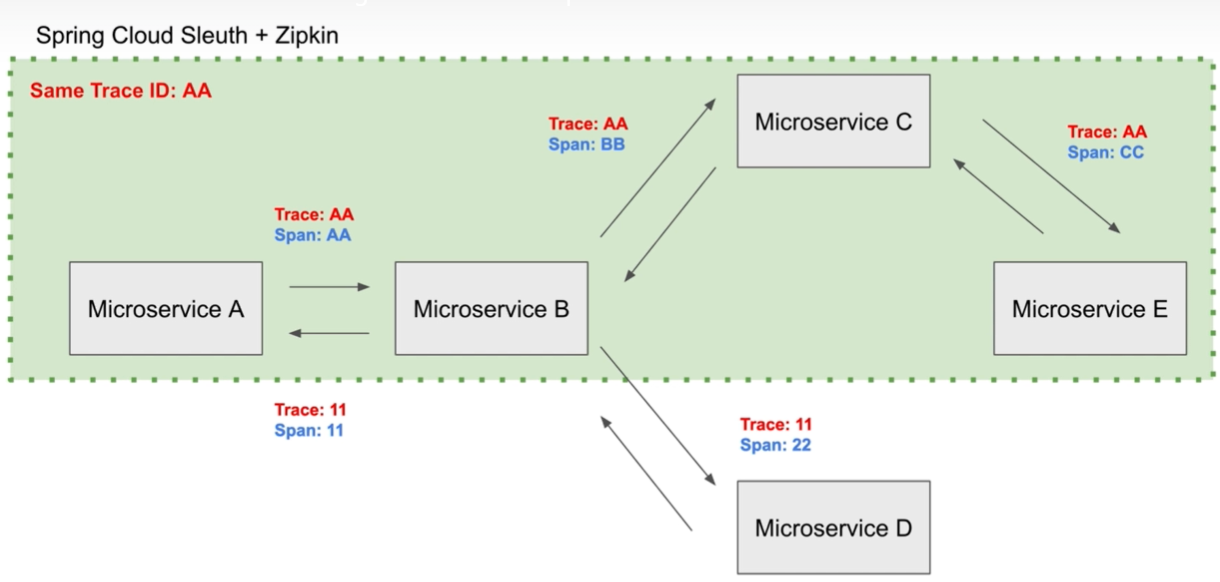 Spring Cloud Sleuth + Zipkin
Same Trace ID: AA
Trace: AA
Span: BB
Microservice C
Trace: AA
Span: CC
Trace: AA
Span: AA
Microservice A
Microservice B
Microservice E
Trace: 11
Span: 11
Trace: 11
Span: 22
Microservice D